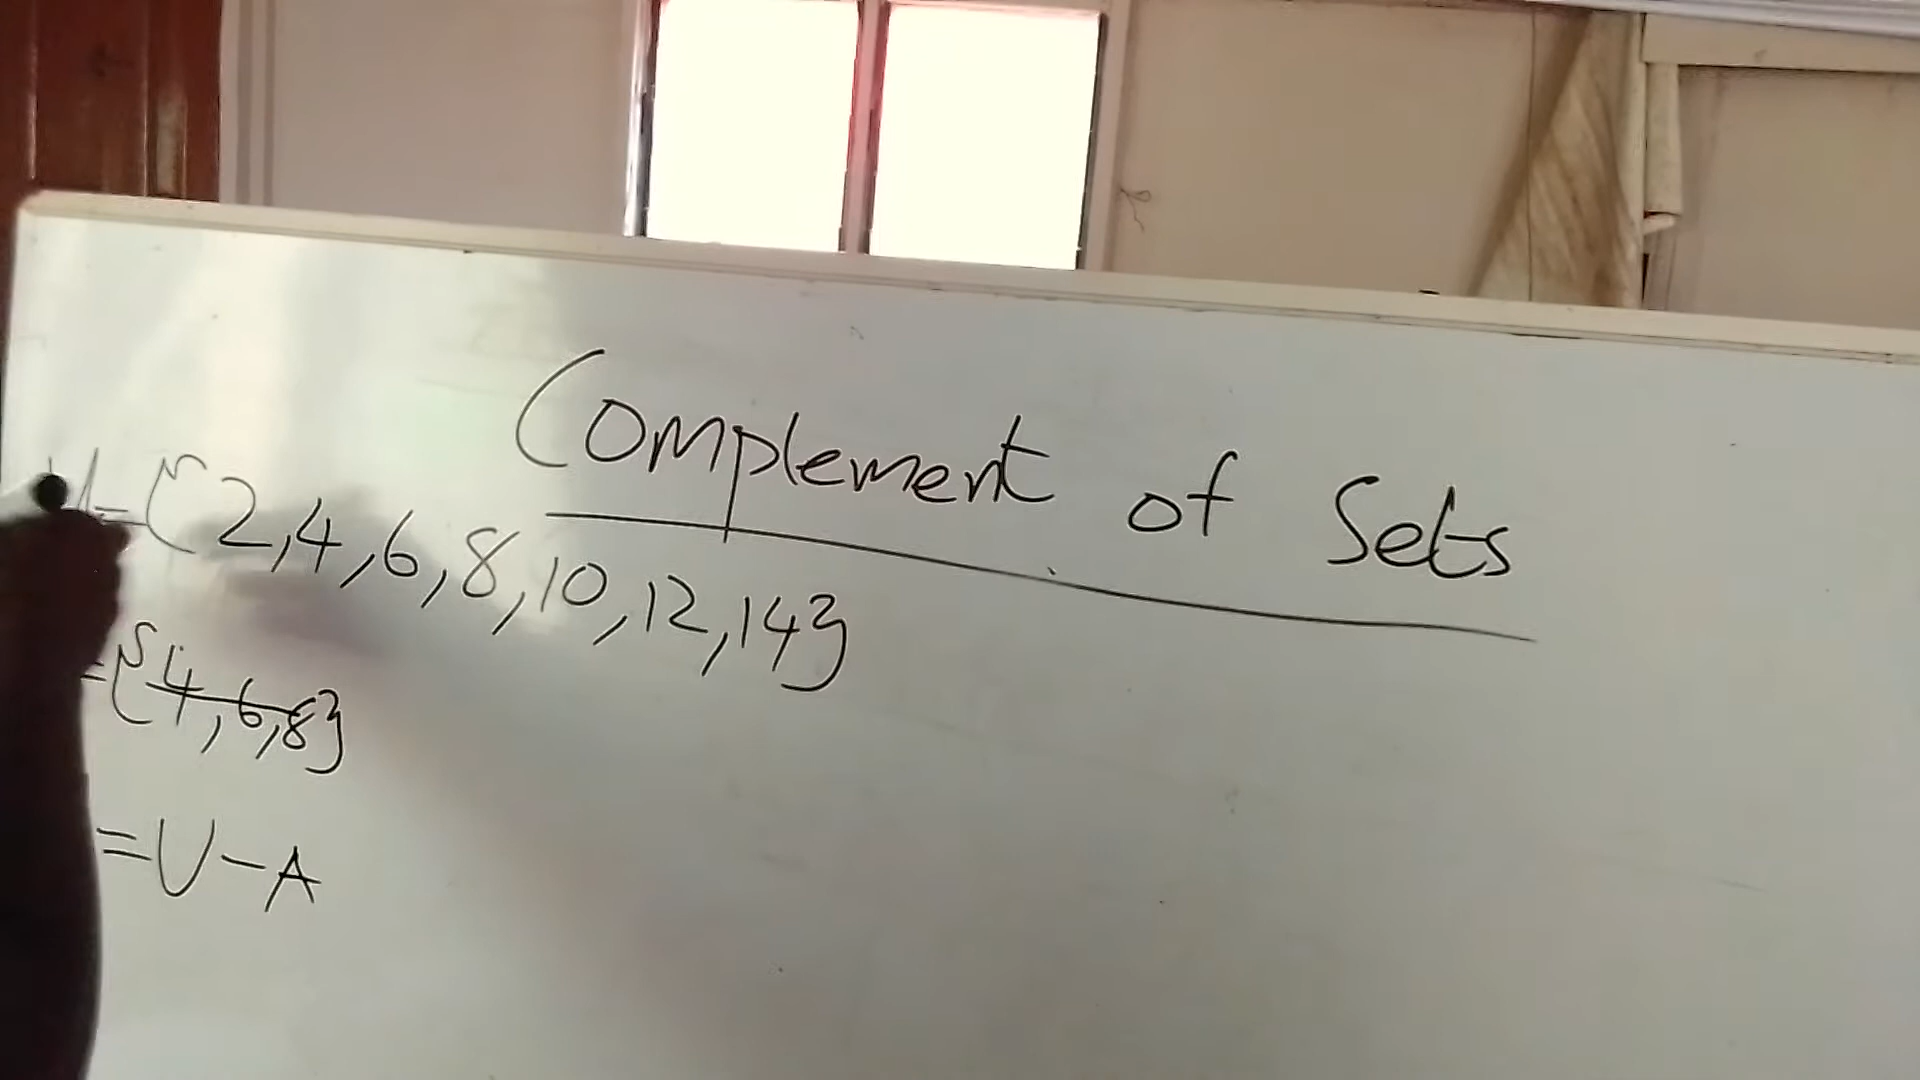 Complement of Sets
U={2,4,6,8,10,12,14}
={4,6,8}
=U-A